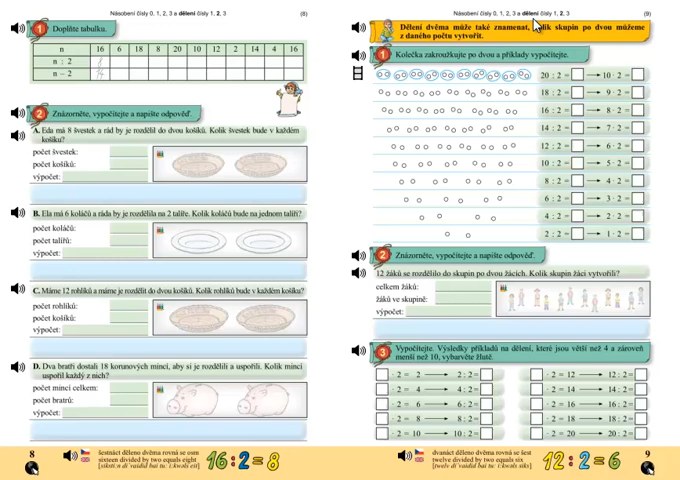 Násobení čísly 0, 1, 2, 3 a dělení čísly 1, 2, 3
(8)
1 Doplňte tabulku.
n 16 6 18 8 20 3 10 2 12 14 4 16
n : 2 8
n – 2 14
2 Znázorněte, vypočítejte a napište odpověď.
A. Eda má 8 švestek a rád by je rozdělil do dvou košíků. Kolik švestek bude v každém
košíku?
počet švestek:
počet košíků:
výpočet:
B. Ela má 6 koláčů a ráda by je rozdělila na 2 talíře. Kolik koláčů bude na jednom talíři?
počet koláčů:
počet talířů:
výpočet:
C. Máme 12 rohlíků a máme je rozdělit do dvou košíků. Kolik rohlíků bude v každém košíku?
počet rohlíků:
počet košíků:
výpočet:
D. Dva bratři dostali 18 korunových mincí, aby si je rozdělili a uspořili. Kolik mincí
uspořil každý z nich?
počet mincí celkem:
počet bratrů:
výpočet:
8
šestnáct děleno dvěma rovná se osm
sixteen divided by two equals eight
16 : 2 = 8
Násobení čísly 0, 1, 2, 3 a dělení čísly 1, 2, 3
(9)
Dělení dvěma může také znamenat, kolik skupin po dvou můžeme
z daného počtu vytvořit.
1 Kolečka zakroužkujte po dvou a příklady vypočítejte.
20 : 2 = 10 · 2 =
18 : 2 = 9 · 2 =
16 : 2 = 8 · 2 =
14 : 2 = 7 · 2 =
12 : 2 = 6 · 2 =
10 : 2 = 5 · 2 =
8 : 2 = 4 · 2 =
6 : 2 = 3 · 2 =
4 : 2 = 2 · 2 =
2 : 2 = 1 · 2 =
2 Znázorněte, vypočítejte a napište odpověď.
12 žáků se rozdělilo do skupin po dvou žácích. Kolik skupin žáci vytvořili?
celkem žáků:
žáků ve skupině:
výpočet:
3 Vypočítejte. Výsledky příkladů na dělení, které jsou větší než 4 a zároveň
menší než 10, vybarvěte žlutě.
· 2 = 2 2 : 2 = · 2 = 12 12 : 2 =
· 2 = 4 4 : 2 = · 2 = 14 14 : 2 =
· 2 = 6 6 : 2 = · 2 = 16 16 : 2 =
· 2 = 8 8 : 2 = · 2 = 18 18 : 2 =
· 2 = 10 10 : 2 = · 2 = 20 20 : 2 =
dvanáct děleno dvěma rovná se šest
twelve divided by two equals six
12 : 2 = 6
9